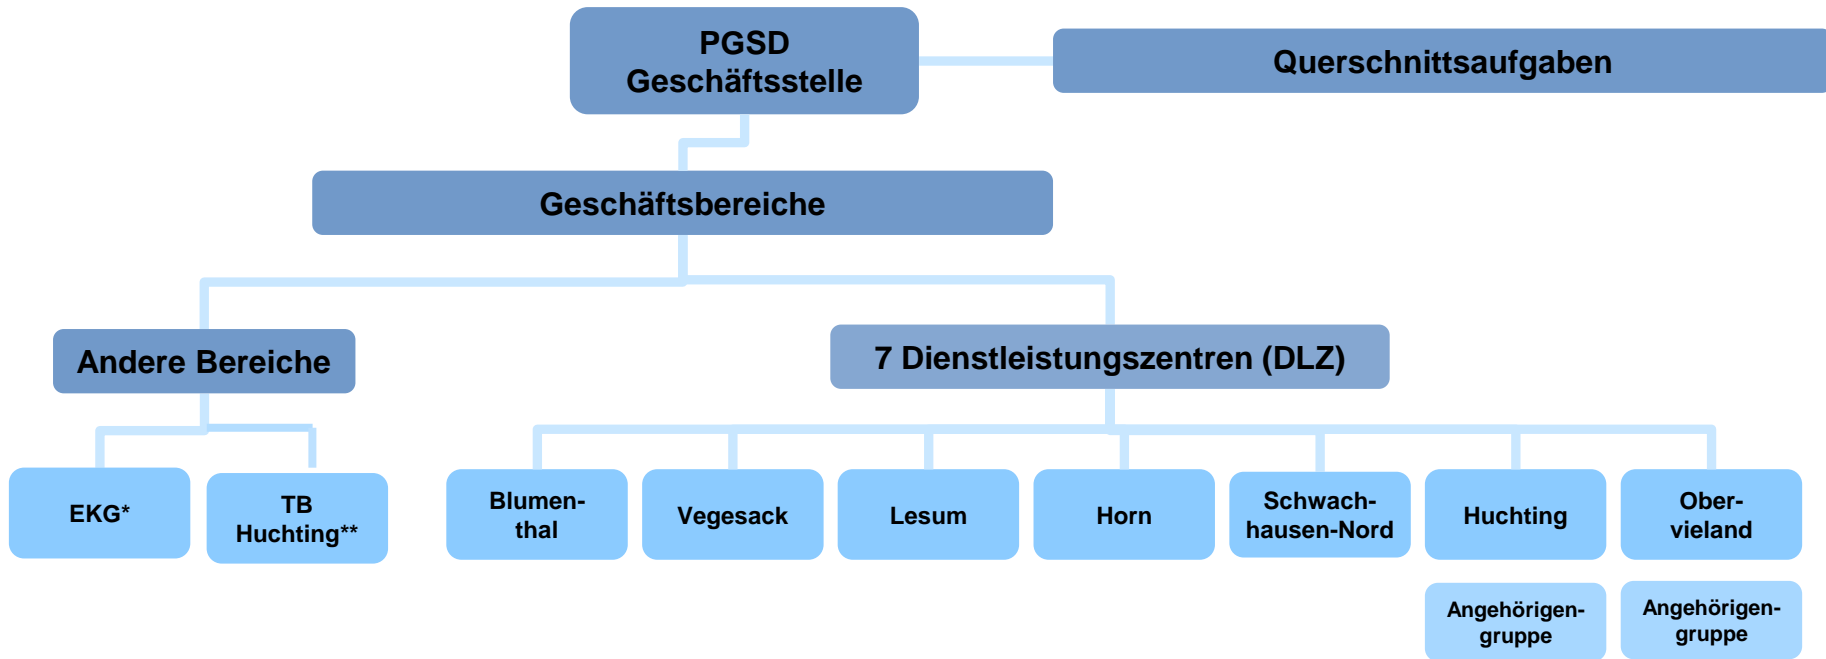 PGSD
Geschäftsstelle
Querschnittsaufgaben
Geschäftsbereiche
Andere Bereiche
7 Dienstleistungszentren (DLZ)
EKG*
TB
Huchting**
Blumen-
thal
Vegesack
Lesum
Horn
Schwach-
hausen-Nord
Huchting
Ober-
vieland
Angehörigen-
gruppe
Angehörigen-
gruppe